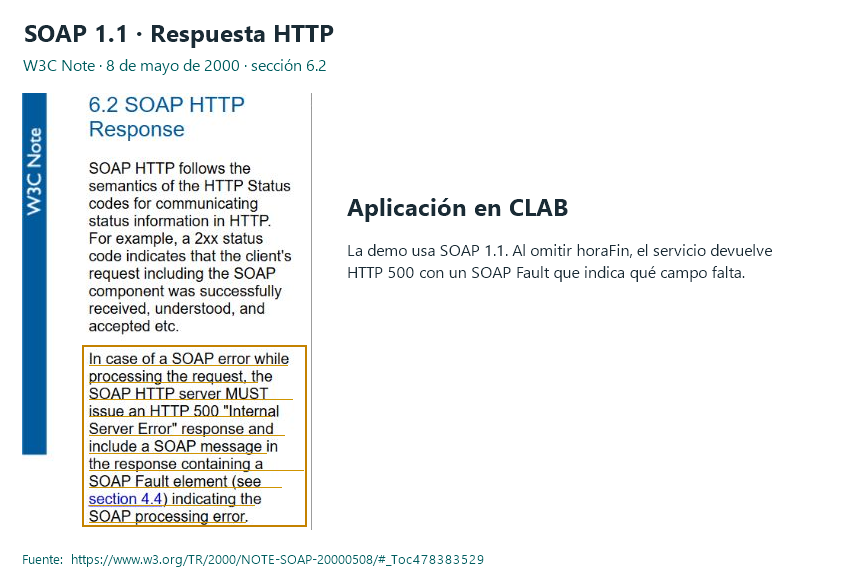 SOAP 1.1 · Respuesta HTTP
W3C Note · 8 de mayo de 2000 · sección 6.2
W3C Note
6.2 SOAP HTTP
Response
SOAP HTTP follows the
semantics of the HTTP Status
codes for communicating
status information in HTTP.
For example, a 2xx status
code indicates that the client's
request including the SOAP
component was successfully
received, understood, and
accepted etc.
In case of a SOAP error while
processing the request, the
SOAP HTTP server MUST
issue an HTTP 500 "Internal
Server Error" response and
include a SOAP message in
the response containing a
SOAP Fault element (see
section 4.4) indicating the
SOAP processing error.
Aplicación en CLAB
La demo usa SOAP 1.1. Al omitir horaFin, el servicio devuelve
HTTP 500 con un SOAP Fault que indica qué campo falta.
Fuente: https://www.w3.org/TR/2000/NOTE-SOAP-20000508/#_Toc478383529